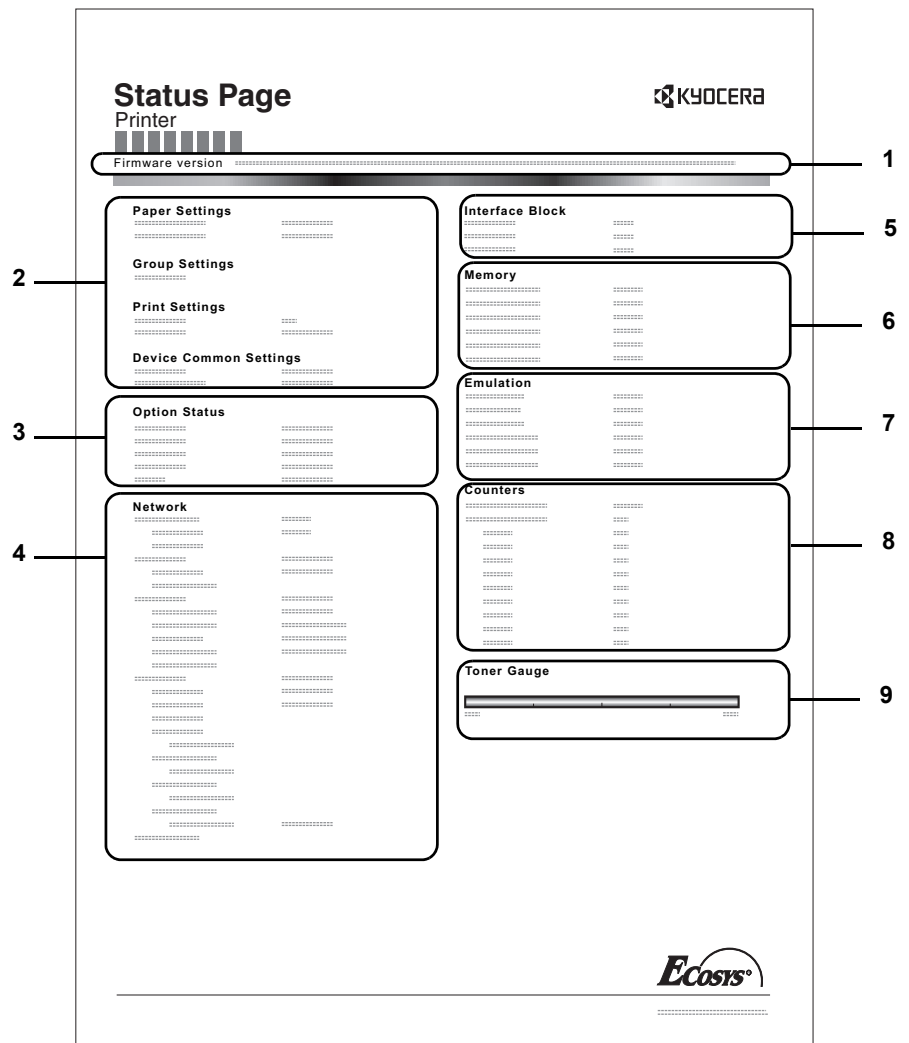 Status Page
Printer
KYOCERA
Firmware version
1
Paper Settings
Group Settings
Print Settings
Device Common Settings
2
Option Status
3
Network
4
Interface Block
5
Memory
6
Emulation
7
Counters
8
Toner Gauge
9
ECOSYS